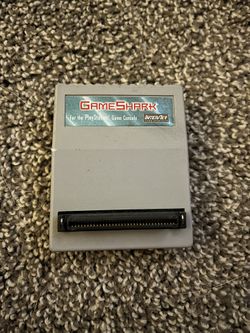 GameShark
For the PlayStation Game Console
InterAct